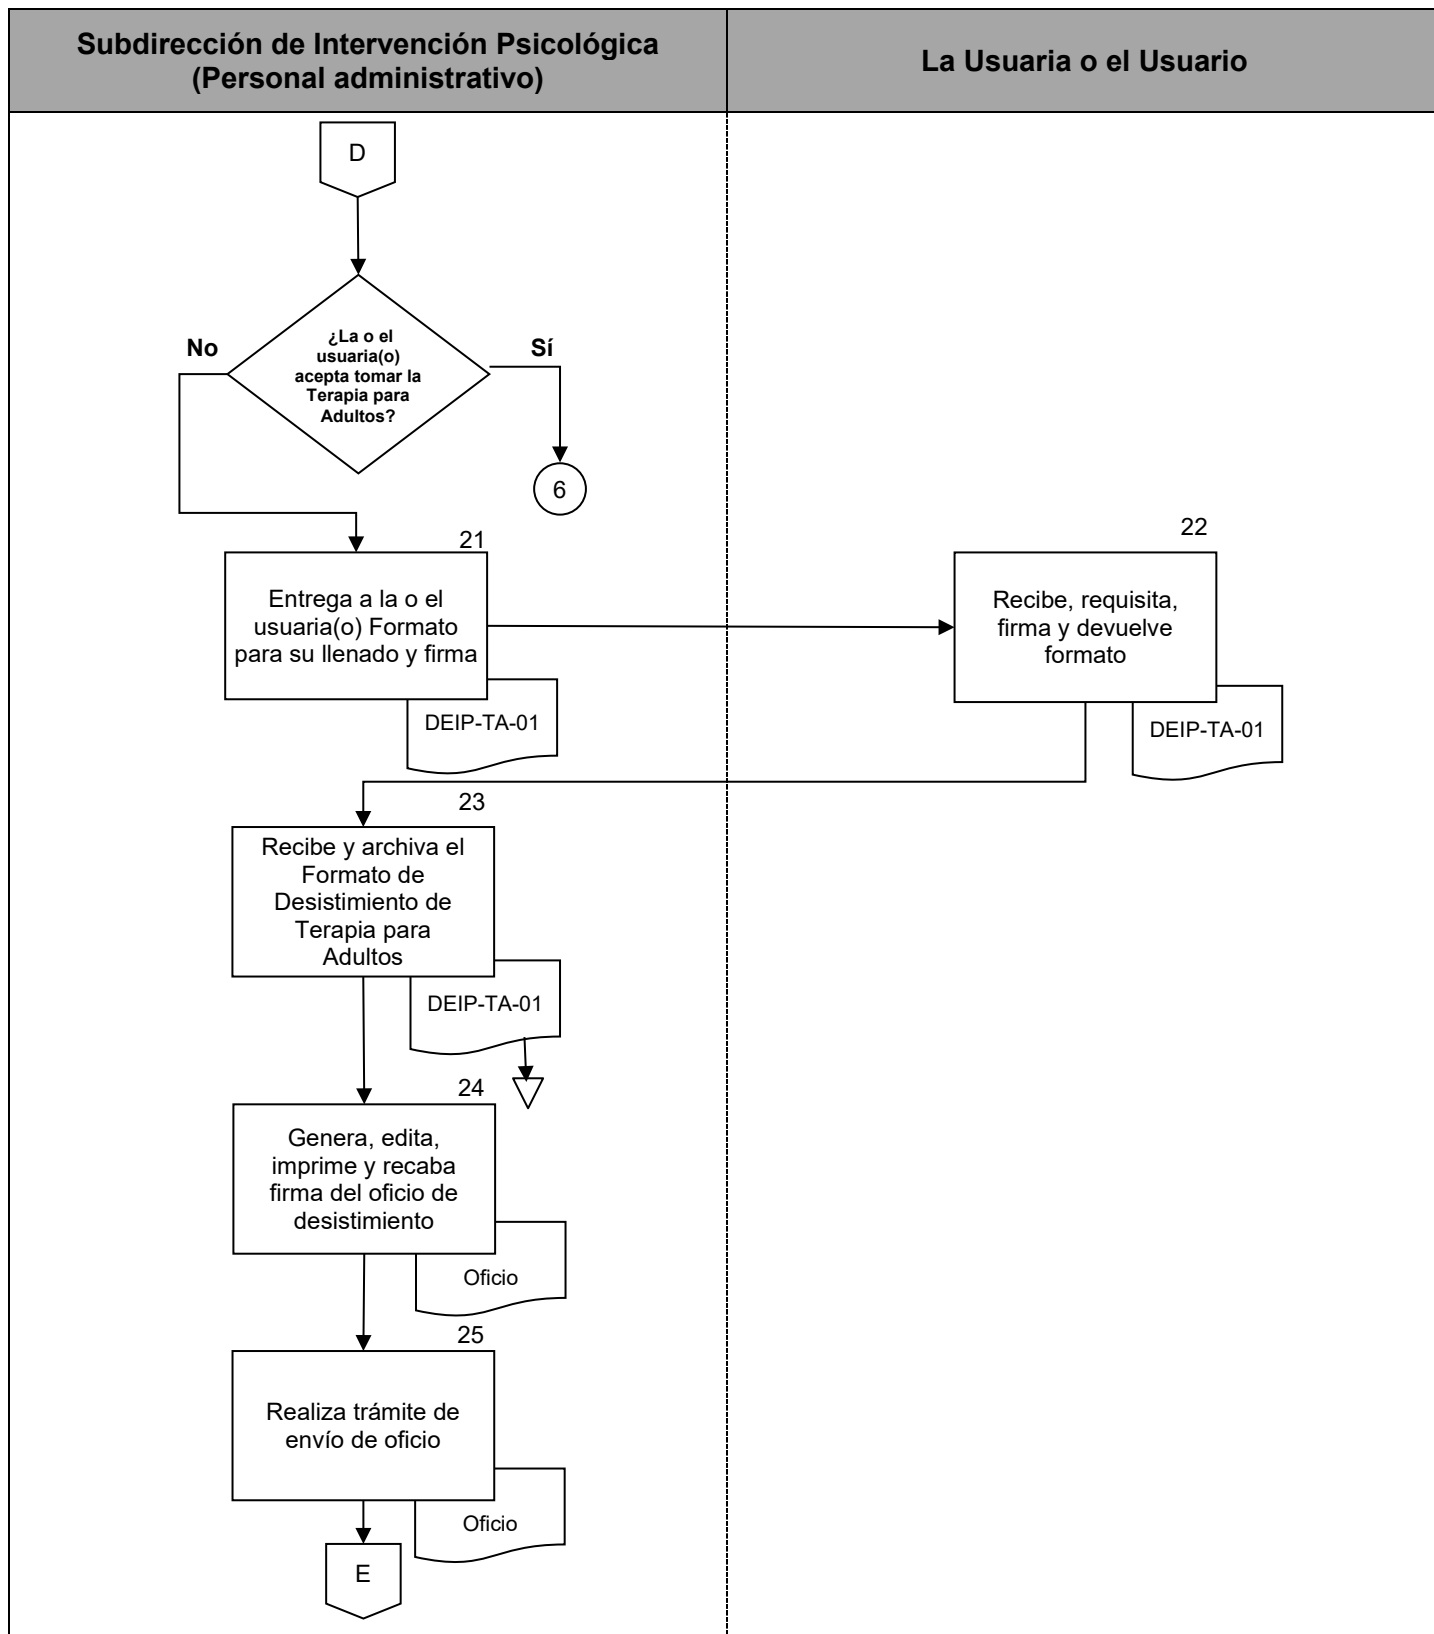 Subdirección de Intervención Psicológica
(Personal administrativo)
La Usuaria o el Usuario
D
¿La o el
usuaria(o)
acepta tomar la
Terapia para
Adultos?
No
Sí
6
21
Entrega a la o el
usuaria(o) Formato
para su llenado y firma
DEIP-TA-01
22
Recibe, requisita,
firma y devuelve
formato
DEIP-TA-01
23
Recibe y archiva el
Formato de
Desistimiento de
Terapia para
Adultos
DEIP-TA-01
24
Genera, edita,
imprime y recaba
firma del oficio de
desistimiento
Oficio
25
Realiza trámite de
envío de oficio
Oficio
E